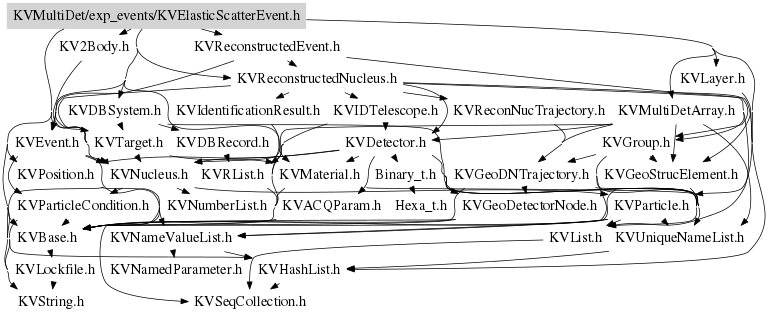 KVMultiDet/exp_events/KVElasticScatterEvent.h
KV2Body.h KVReconstructedEvent.h
KVReconstructedNucleus.h KVLayer.h
KVDBSystem.h KVIdentificationResult.h KVIDTelescope.h KVReconNucTrajectory.h KVMultiDetArray.h
KVEvent.h KVTarget.h KVDBRecord.h KVDetector.h KVGroup.h
KVPosition.h KVNucleus.h KVRList.h KVMaterial.h Binary_t.h KVGeoDNTrajectory.h KVGeoStrucElement.h
KVParticleCondition.h KVNumberList.h KVACQParam.h Hexa_t.h KVGeoDetectorNode.h KVParticle.h
KVBase.h KVNameValueList.h KVList.h KVUniqueNameList.h
KVLockfile.h KVNamedParameter.h KVHashList.h
KVString.h KVSeqCollection.h